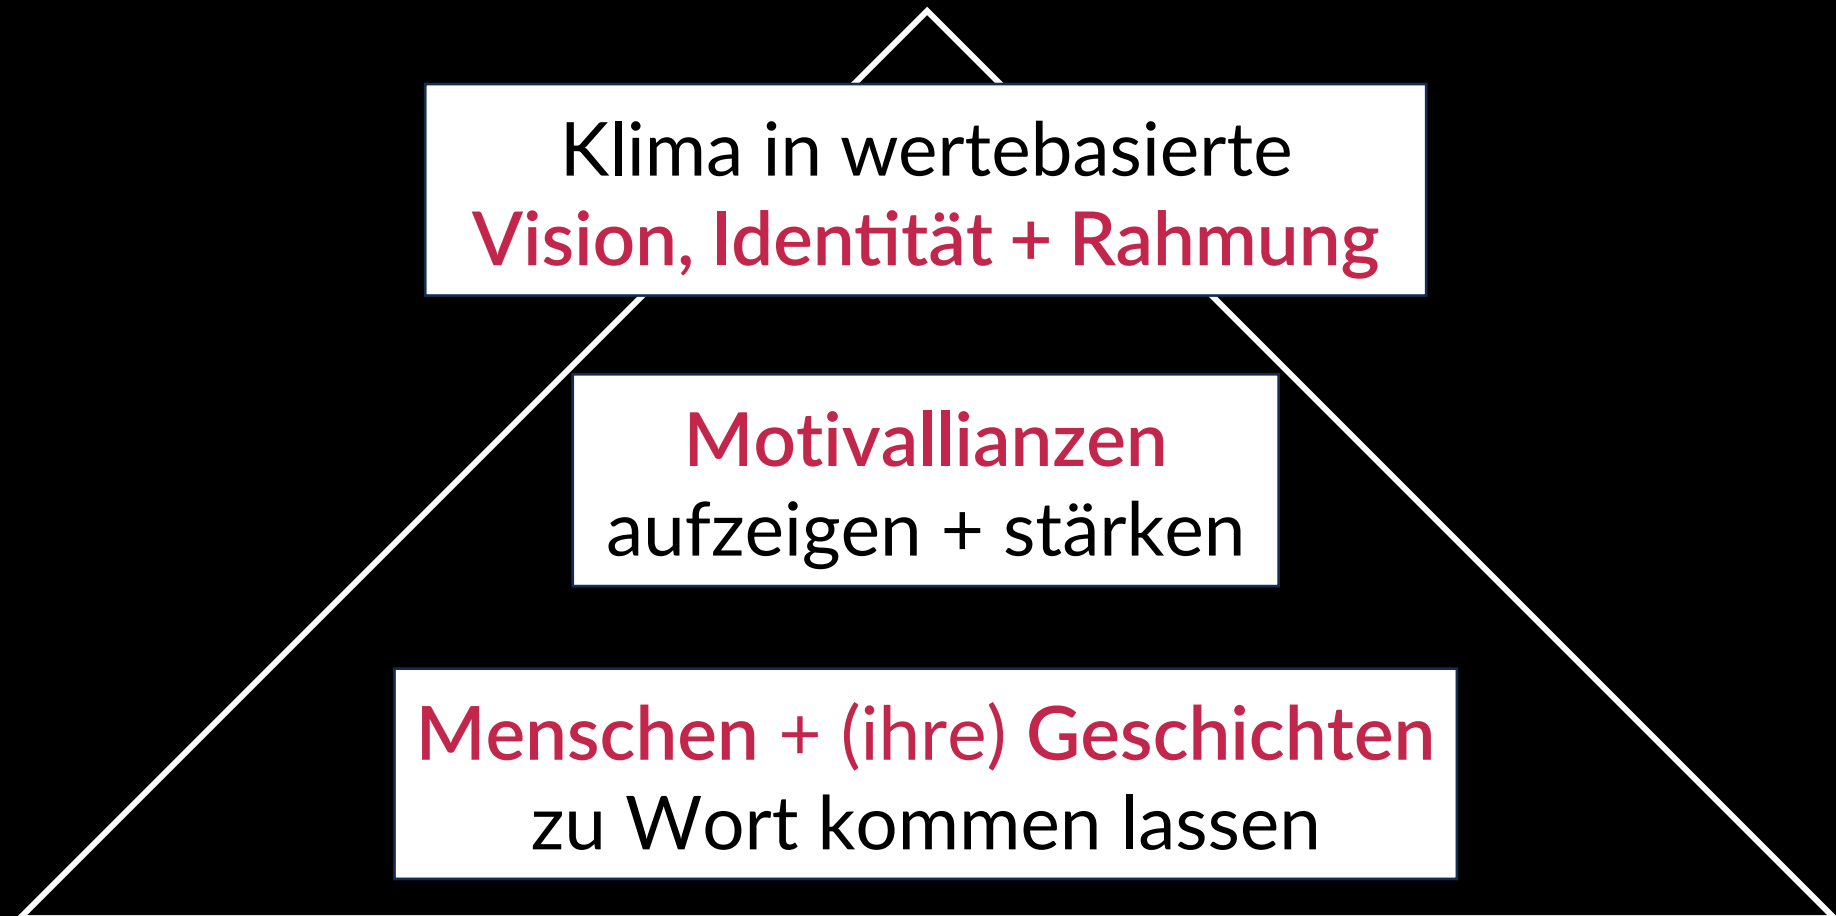 Klima in wertebasierte
Vision, Identität + Rahmung
Motivallianzen
aufzeigen + stärken
Menschen + (ihre) Geschichten
zu Wort kommen lassen